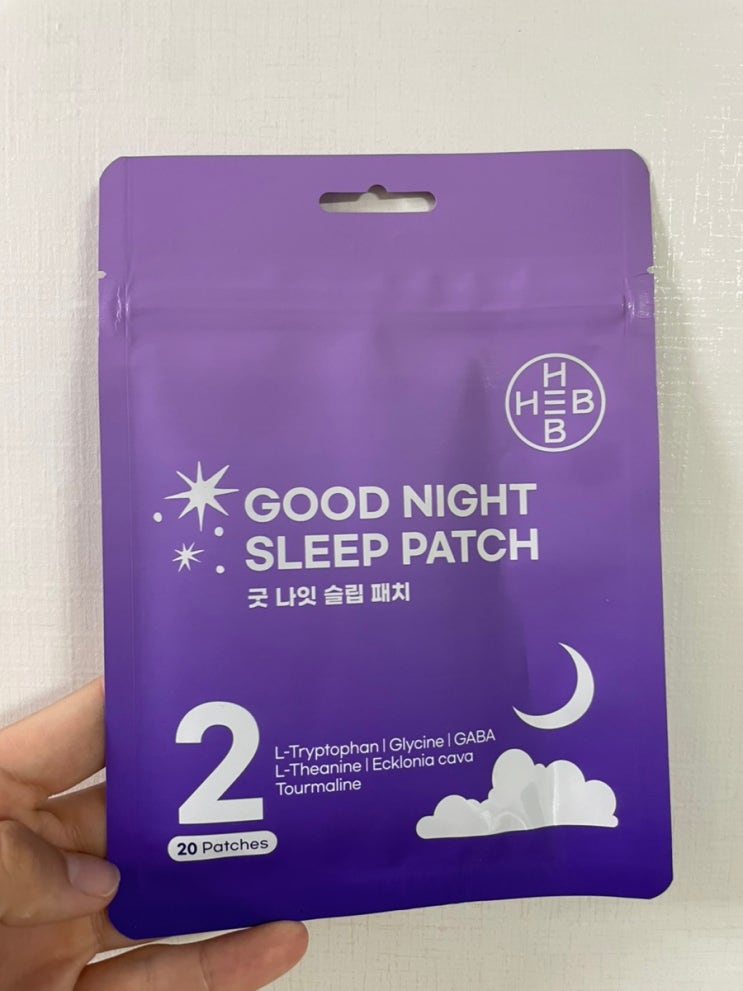 H
HEB
B
GOOD NIGHT
SLEEP PATCH
굿 나잇 슬립 패치
2
L-Tryptophan | Glycine | GABA
L-Theanine | Ecklonia cava
Tourmaline
20 Patches